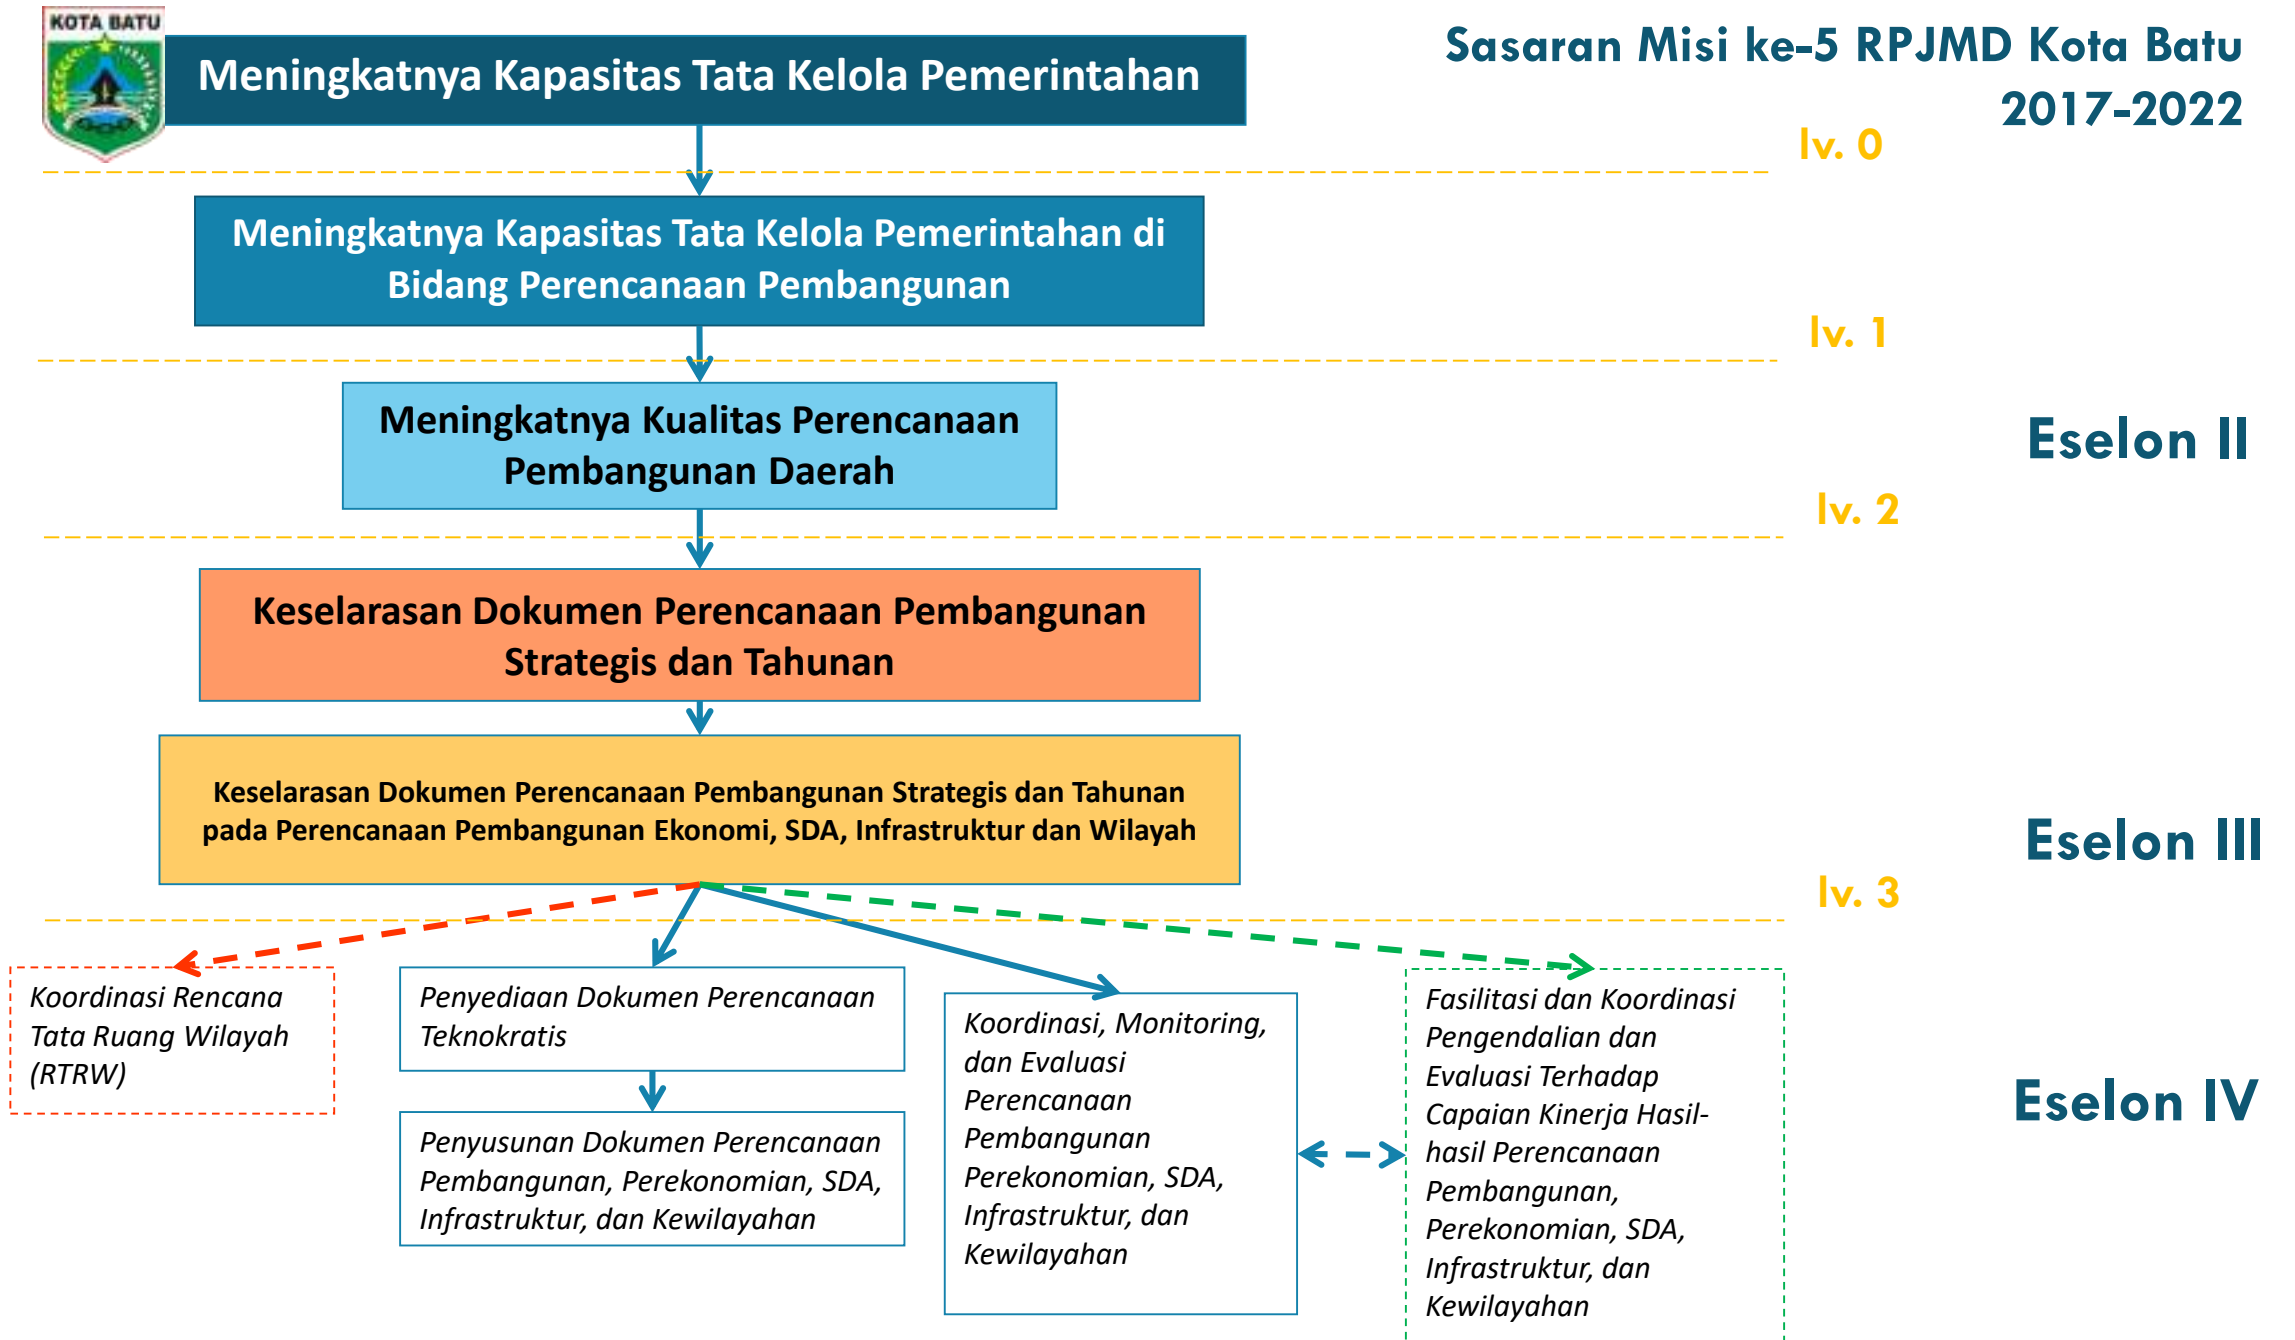 KOTA BATU
Meningkatnya Kapasitas Tata Kelola Pemerintahan
Sasaran Misi ke-5 RPJMD Kota Batu
2017-2022
lv. 0
Meningkatnya Kapasitas Tata Kelola Pemerintahan di
Bidang Perencanaan Pembangunan
lv. 1
Meningkatnya Kualitas Perencanaan
Pembangunan Daerah
Eselon II
lv. 2
Keselarasan Dokumen Perencanaan Pembangunan
Strategis dan Tahunan
Keselarasan Dokumen Perencanaan Pembangunan Strategis dan Tahunan
pada Perencanaan Pembangunan Ekonomi, SDA, Infrastruktur dan Wilayah
Eselon III
lv. 3
Koordinasi Rencana
Tata Ruang Wilayah
(RTRW)
Penyediaan Dokumen Perencanaan
Teknokratis
Penyusunan Dokumen Perencanaan
Pembangunan, Perekonomian, SDA,
Infrastruktur, dan Kewilayahan
Koordinasi, Monitoring,
dan Evaluasi
Perencanaan
Pembangunan
Perekonomian, SDA,
Infrastruktur, dan
Kewilayahan
Fasilitasi dan Koordinasi
Pengendalian dan
Evaluasi Terhadap
Capaian Kinerja Hasil-
hasil Perencanaan
Pembangunan,
Perekonomian, SDA,
Infrastruktur, dan
Kewilayahan
Eselon IV